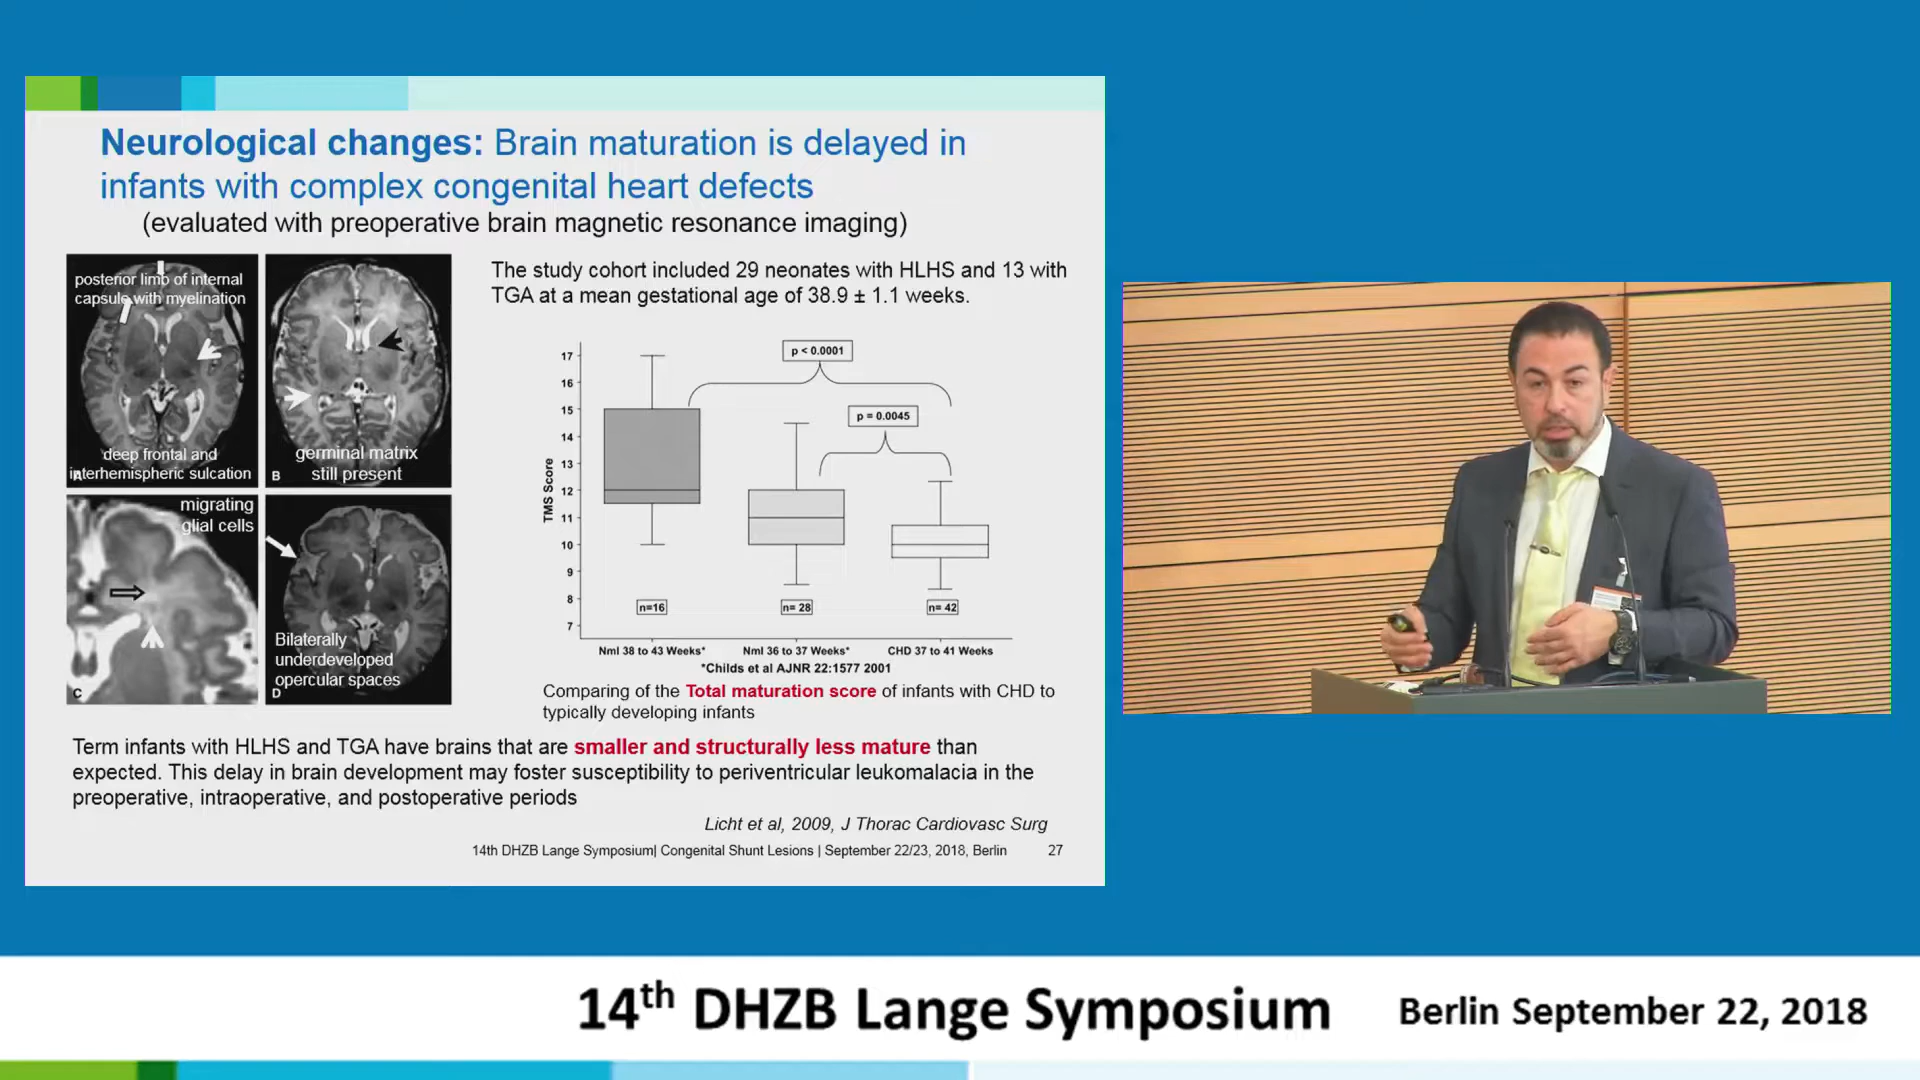 Neurological changes: Brain maturation is delayed in
infants with complex congenital heart defects
(evaluated with preoperative brain magnetic resonance imaging)
posterior limb of internal
capsule with myelination
deep frontal and
interhemispheric sulcation
A
germinal matrix
still present
B
migrating
glial cells
C
Bilaterally
underdeveloped
opercular spaces
D
The study cohort included 29 neonates with HLHS and 13 with
TGA at a mean gestational age of 38.9 ± 1.1 weeks.
p < 0.0001
p = 0.0045
TMS Score
17
16
15
14
13
12
11
10
9
8
7
n=16
n= 28
n= 42
Nml 38 to 43 Weeks*
Nml 36 to 37 Weeks*
CHD 37 to 41 Weeks
*Childs et al AJNR 22:1577 2001
Comparing of the Total maturation score of infants with CHD to
typically developing infants
Term infants with HLHS and TGA have brains that are smaller and structurally less mature than
expected. This delay in brain development may foster susceptibility to periventricular leukomalacia in the
preoperative, intraoperative, and postoperative periods
Licht et al, 2009, J Thorac Cardiovasc Surg
14th DHZB Lange Symposium| Congenital Shunt Lesions | September 22/23, 2018, Berlin 27
14th DHZB Lange Symposium
Berlin September 22, 2018